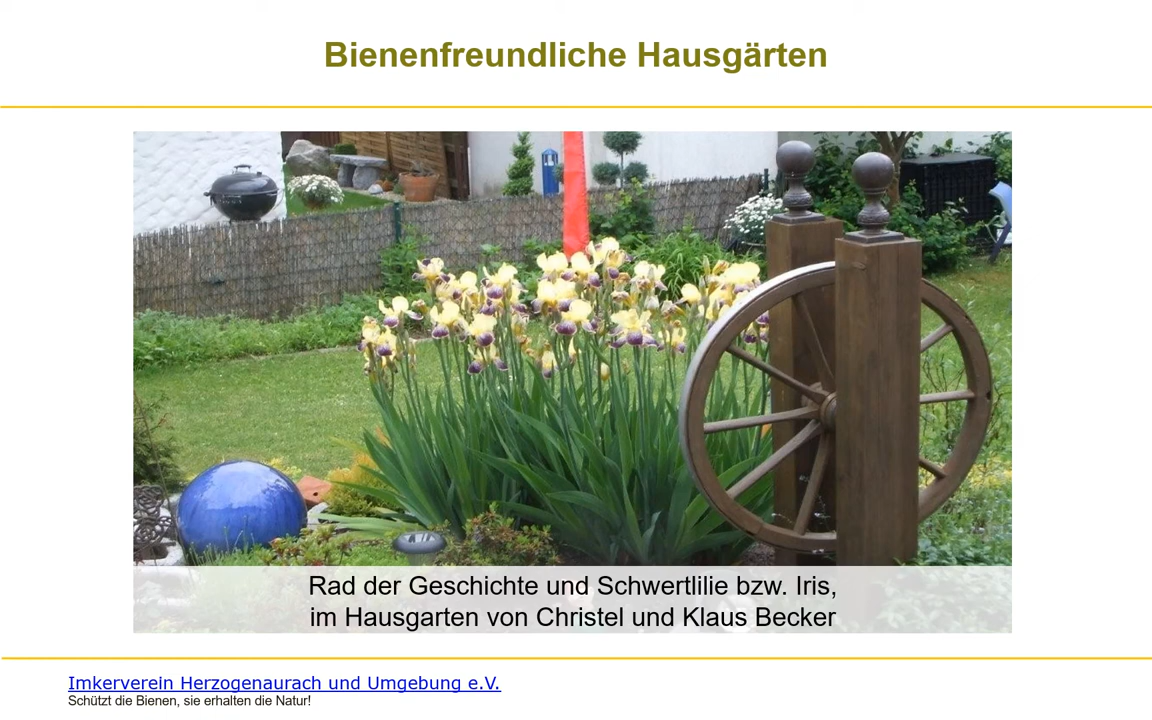 Bienenfreundliche Hausgärten
Rad der Geschichte und Schwertlilie bzw. Iris,
im Hausgarten von Christel und Klaus Becker
Imkerverein Herzogenaurach und Umgebung e.V.
Schützt die Bienen, sie erhalten die Natur!